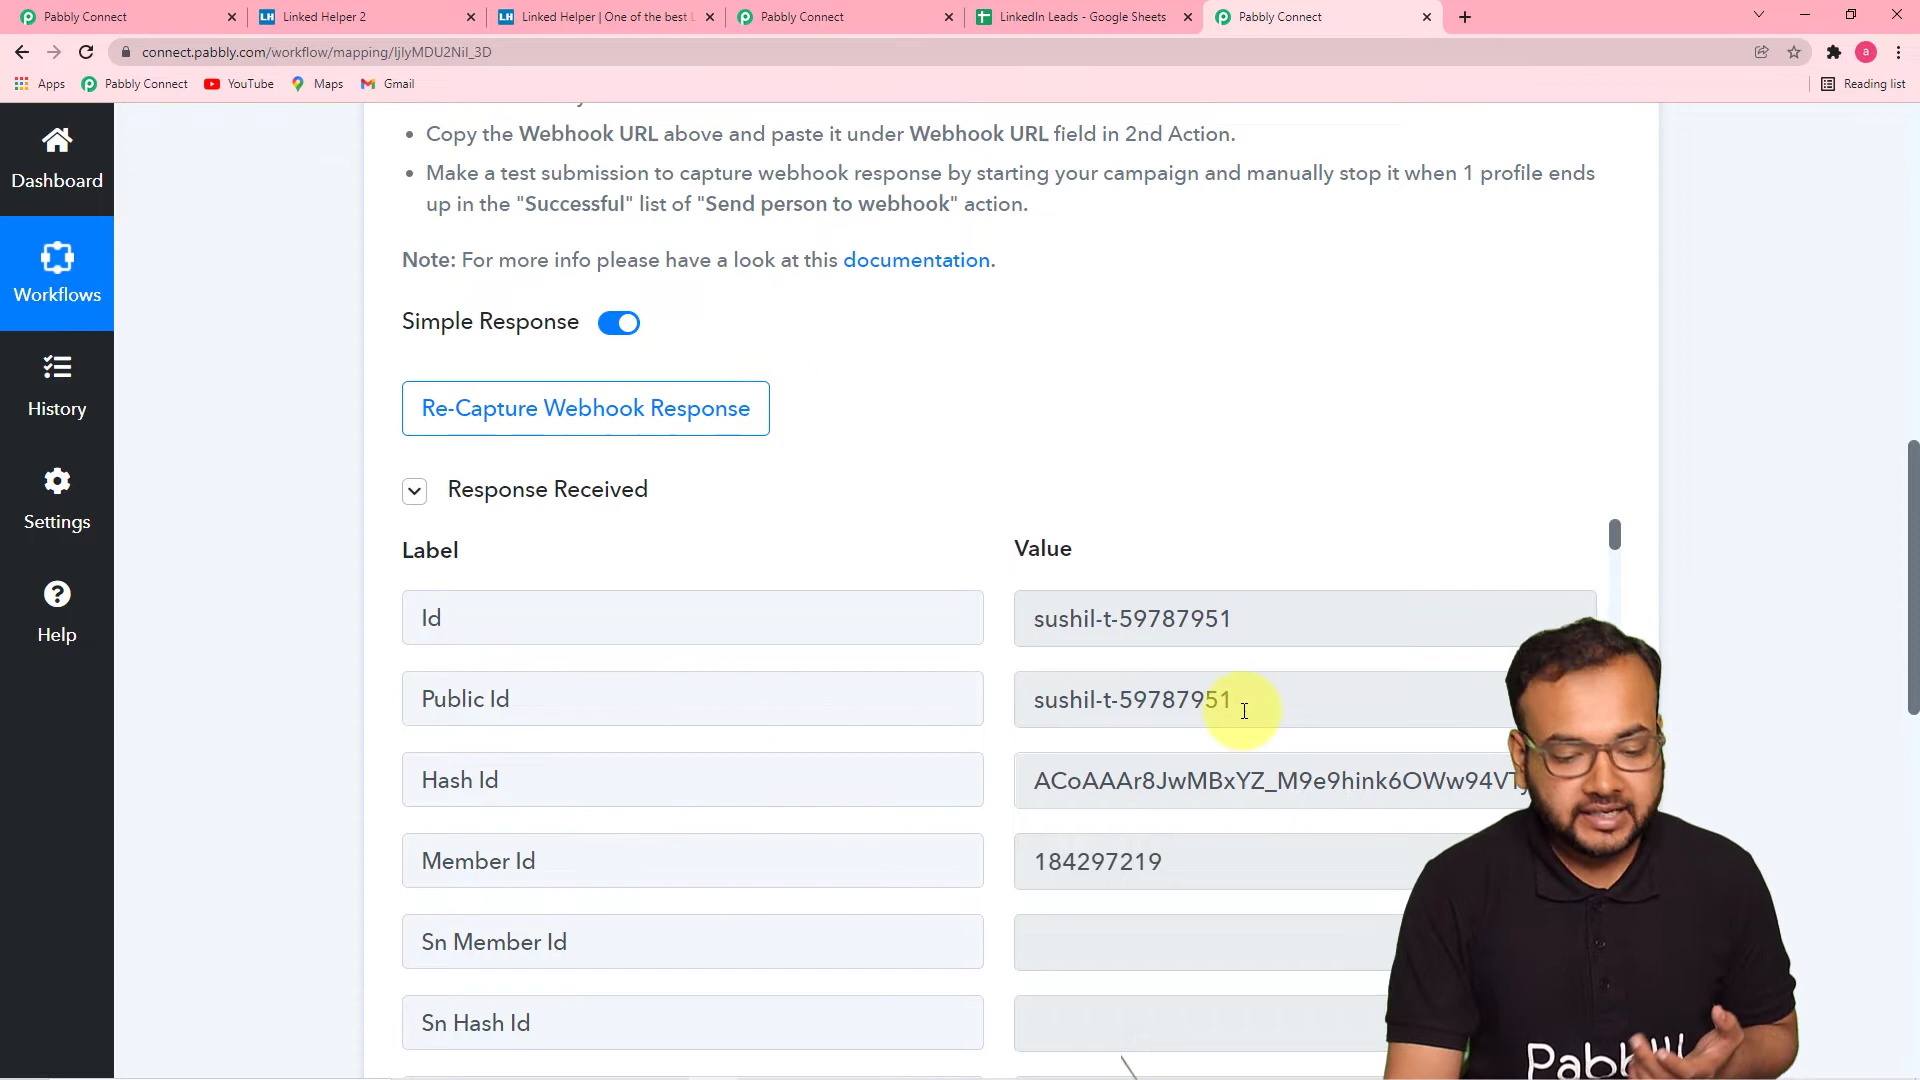 Pabbly Connect
Linked Helper 2
Linked Helper | One of the best
Pabbly Connect
LinkedIn Leads - Google Sheets
Pabbly Connect
connect.pabbly.com/workflow/mapping/IjIyMDU2NiI_3D
a
Apps
Pabbly Connect
YouTube
Maps
Gmail
Reading list
Dashboard
Workflows
History
Settings
Help
• Copy the Webhook URL above and paste it under Webhook URL field in 2nd Action.
• Make a test submission to capture webhook response by starting your campaign and manually stop it when 1 profile ends
up in the "Successful" list of "Send person to webhook" action.
Note: For more info please have a look at this documentation.
Simple Response
Re-Capture Webhook Response
Response Received
Label
Value
Id
sushil-t-59787951
Public Id
sushil-t-59787951
Hash Id
ACoAAAr8JwMBxYZ_M9e9hink6OWw94VT
Member Id
184297219
Sn Member Id
Sn Hash Id